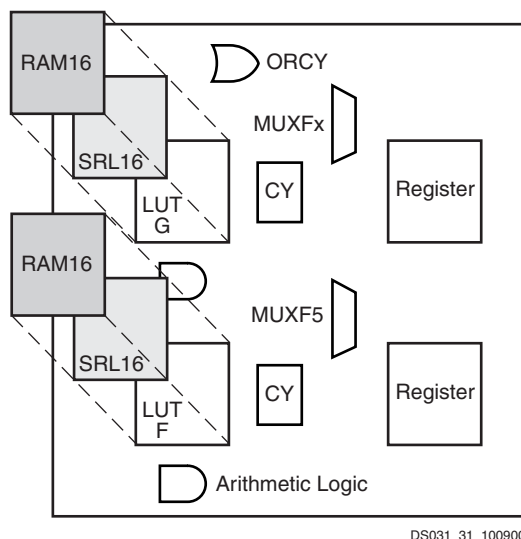 RAM16
ORCY
MUXFx
SRL16
LUT
G
CY
Register
RAM16
MUXF5
SRL16
LUT
F
CY
Register
Arithmetic Logic
DS031_31_100900